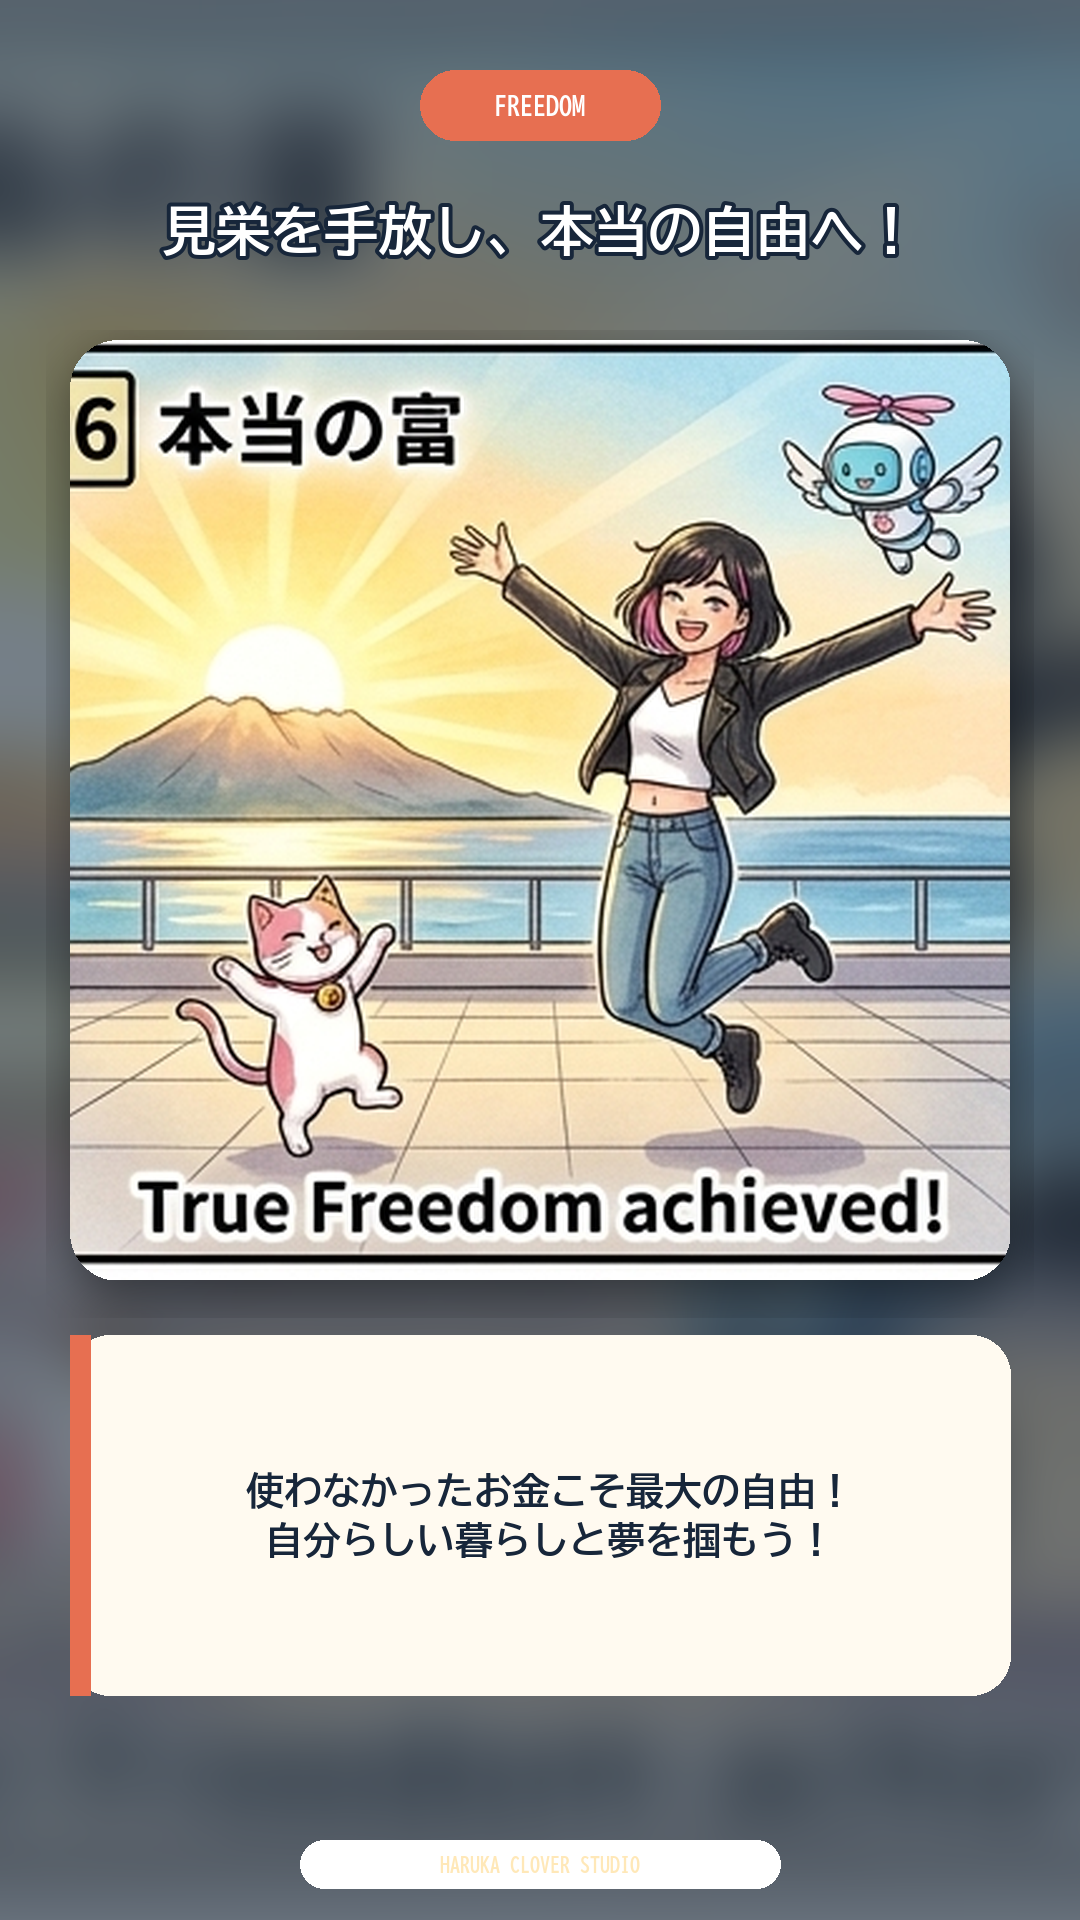 FREEDOM
見栄を手放し、本当の自由へ！
6 本当の富
True Freedom achieved!
使わなかったお金こそ最大の自由！
自分らしい暮らしと夢を掴もう！
HARUKA CLOVER STUDIO